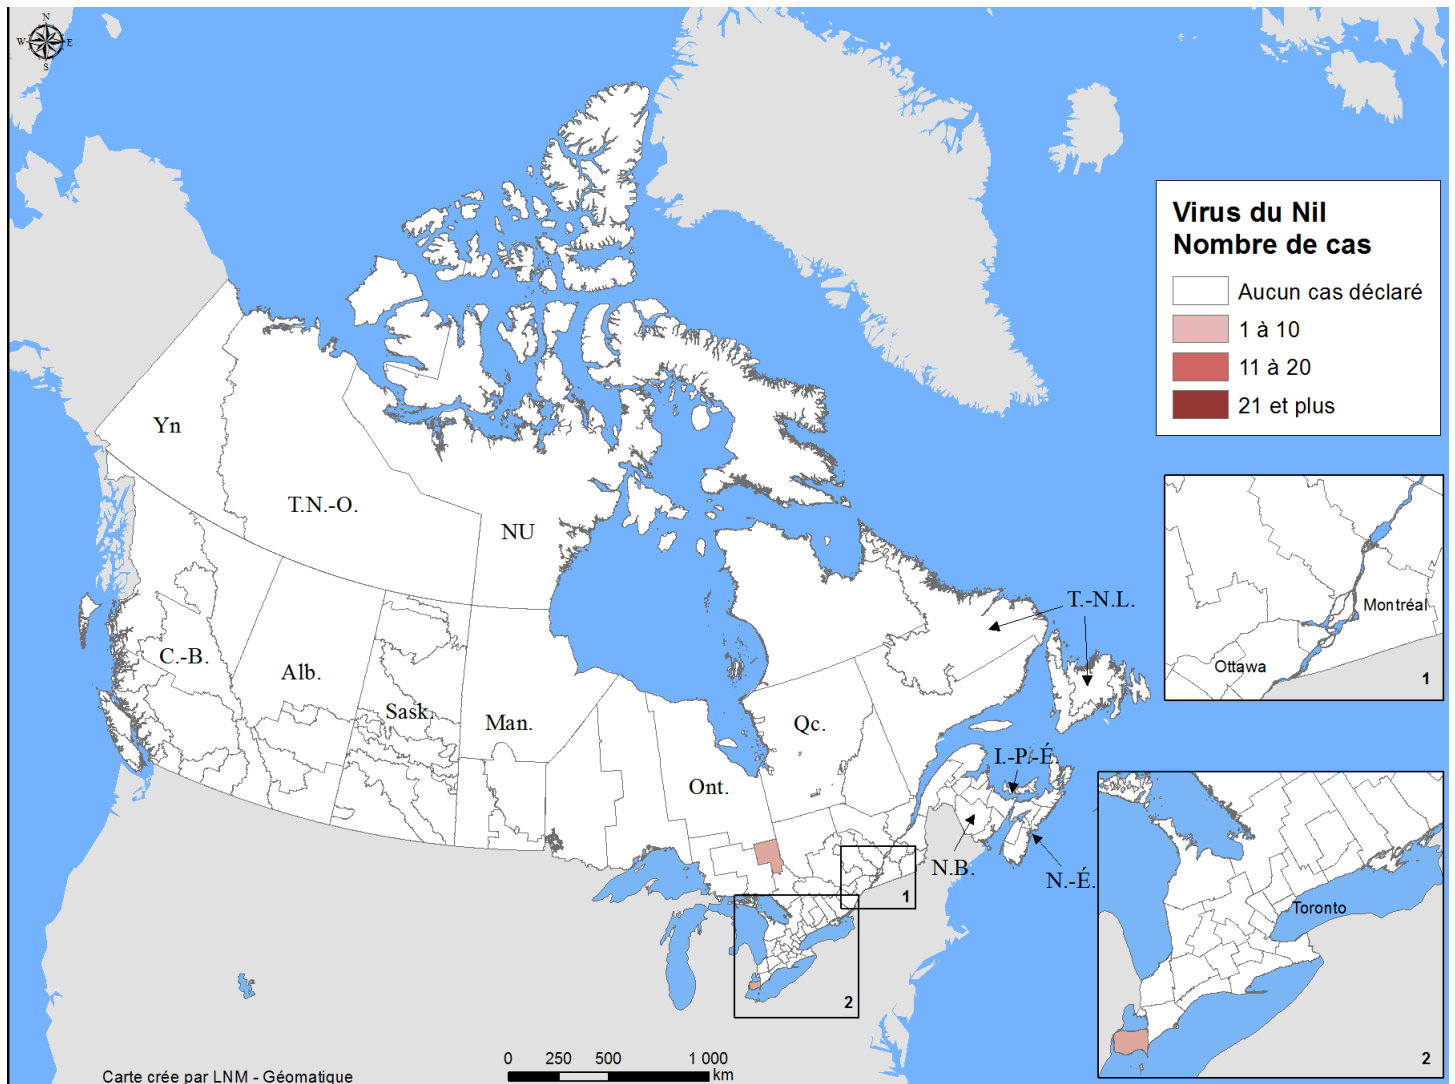 N
W E
S
Virus du Nil
Nombre de cas
Aucun cas déclaré
1 à 10
11 à 20
21 et plus
Yn
T.N.-O.
NU
C.-B.
Alb.
Sask.
Man.
Ont.
Qc.
T.-N.L.
I.-P.-É.
N.B.
N.-É.
1
2
Montréal
Ottawa
1
Toronto
2
0 250 500 1 000
km
Carte crée par LNM - Géomatique